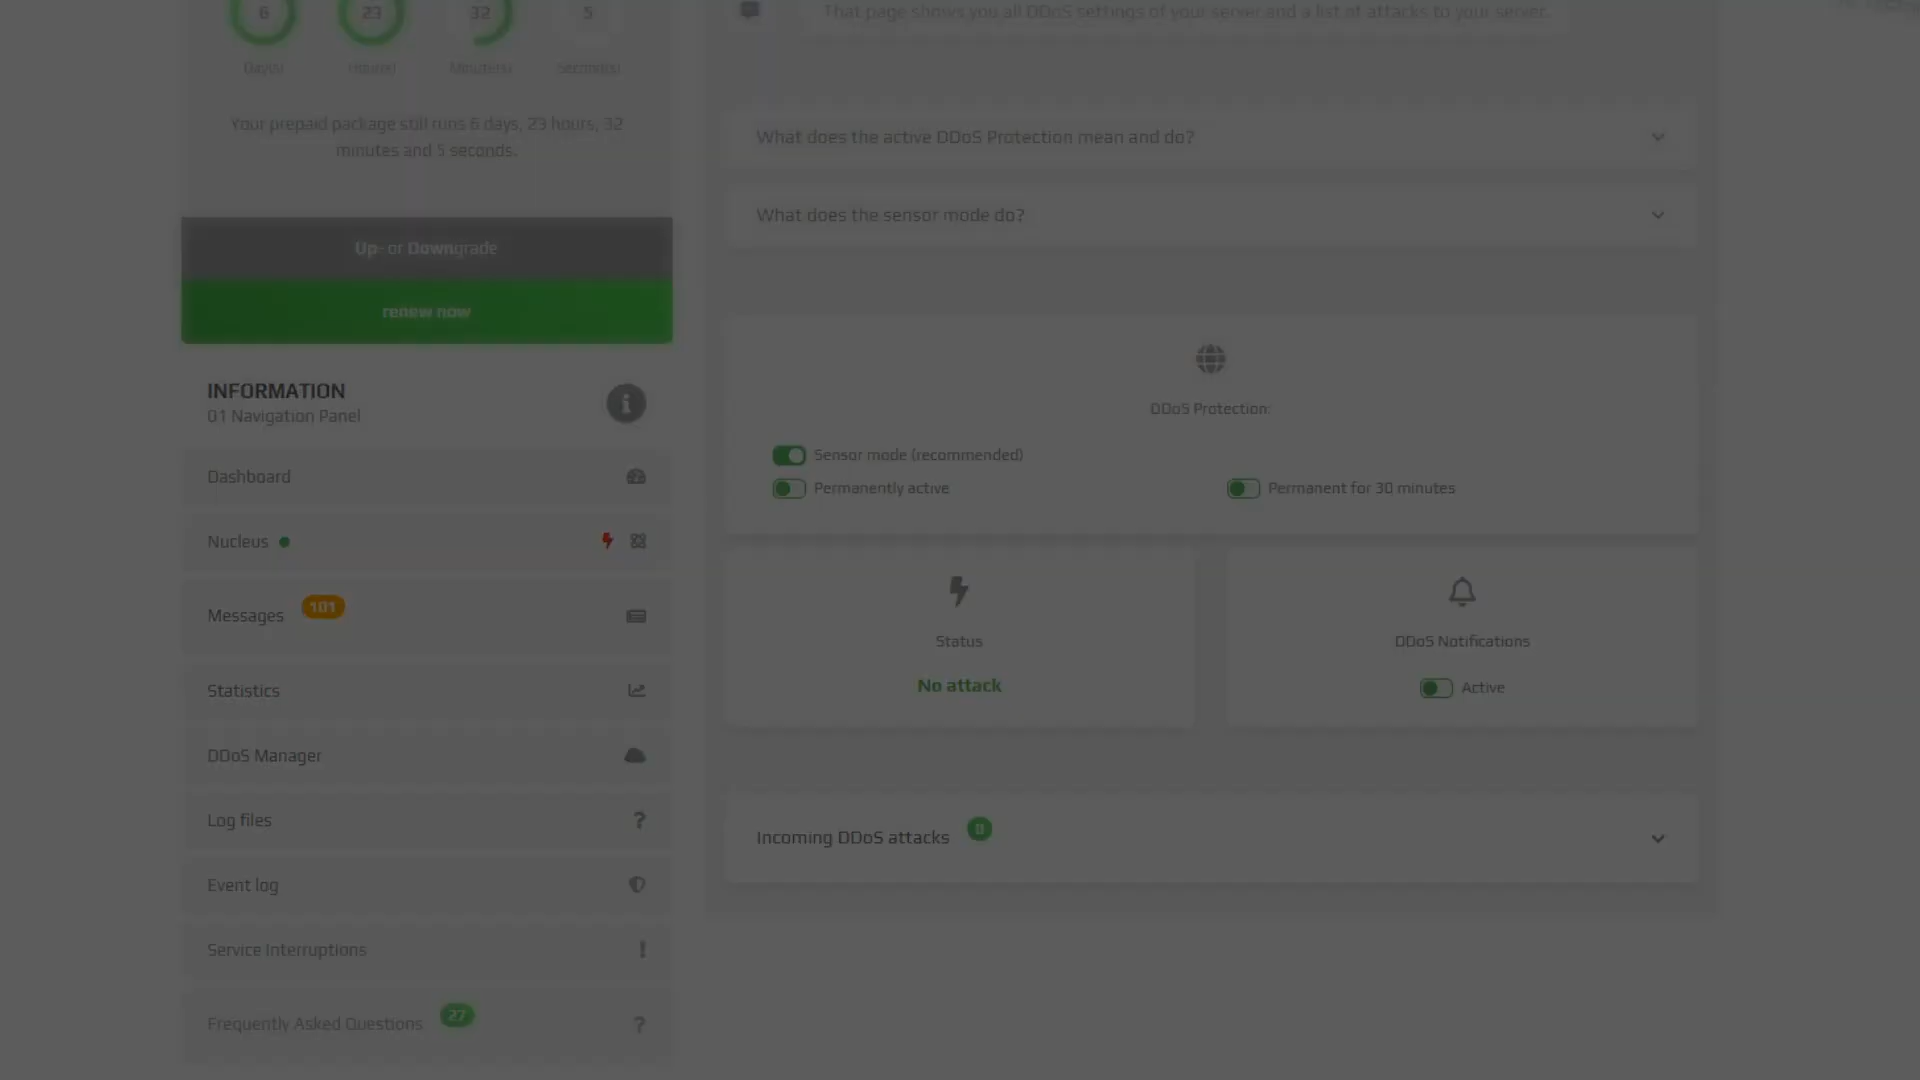 6
23
32
5
Day(s)
Hour(s)
Minute(s)
Second(s)
Your prepaid package still runs 6 days, 23 hours, 32
minutes and 5 seconds.
Up- or Downgrade
renew now
INFORMATION
01 Navigation Panel
Dashboard
Nucleus
Messages 101
Statistics
DDoS Manager
Log files
Event log
Service Interruptions
Frequently Asked Questions 27
That page shows you all DDoS settings of your server and a list of attacks to your server.
What does the active DDoS Protection mean and do?
What does the sensor mode do?
DDoS Protection:
Sensor mode (recommended)
Permanently active
Permanent for 30 minutes
Status
No attack
DDoS Notifications
Active
Incoming DDoS attacks 0